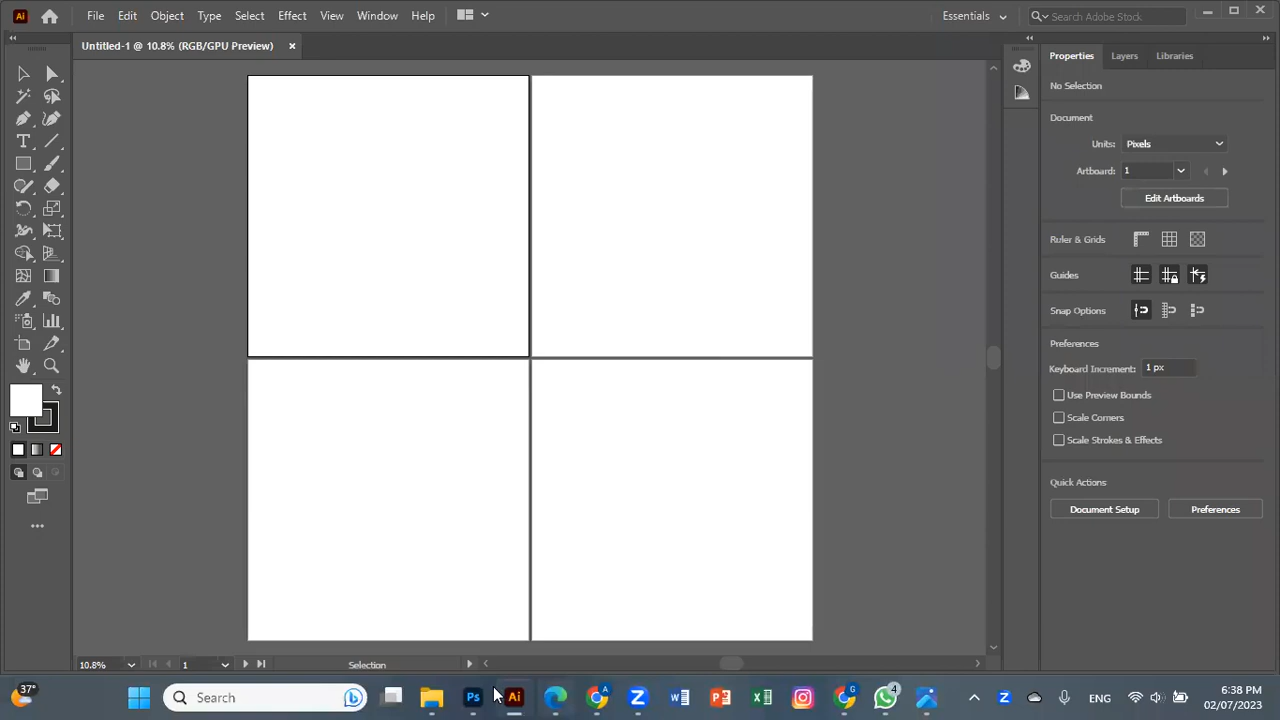 Ai File Edit Object Type Select Effect View Window Help Essentials Search Adobe Stock
Untitled-1 @ 10.8% (RGB/GPU Preview) ×
Properties Layers Libraries
No Selection
Document
Units: Pixels
Artboard: 1
Edit Artboards
Ruler & Grids
Guides
Snap Options
Preferences
Keyboard Increment: 1 px
Use Preview Bounds
Scale Corners
Scale Strokes & Effects
Quick Actions
Document Setup Preferences
10.8% 1 Selection
37° Search Ps Ai 4 ENG 6:38 PM
02/07/2023